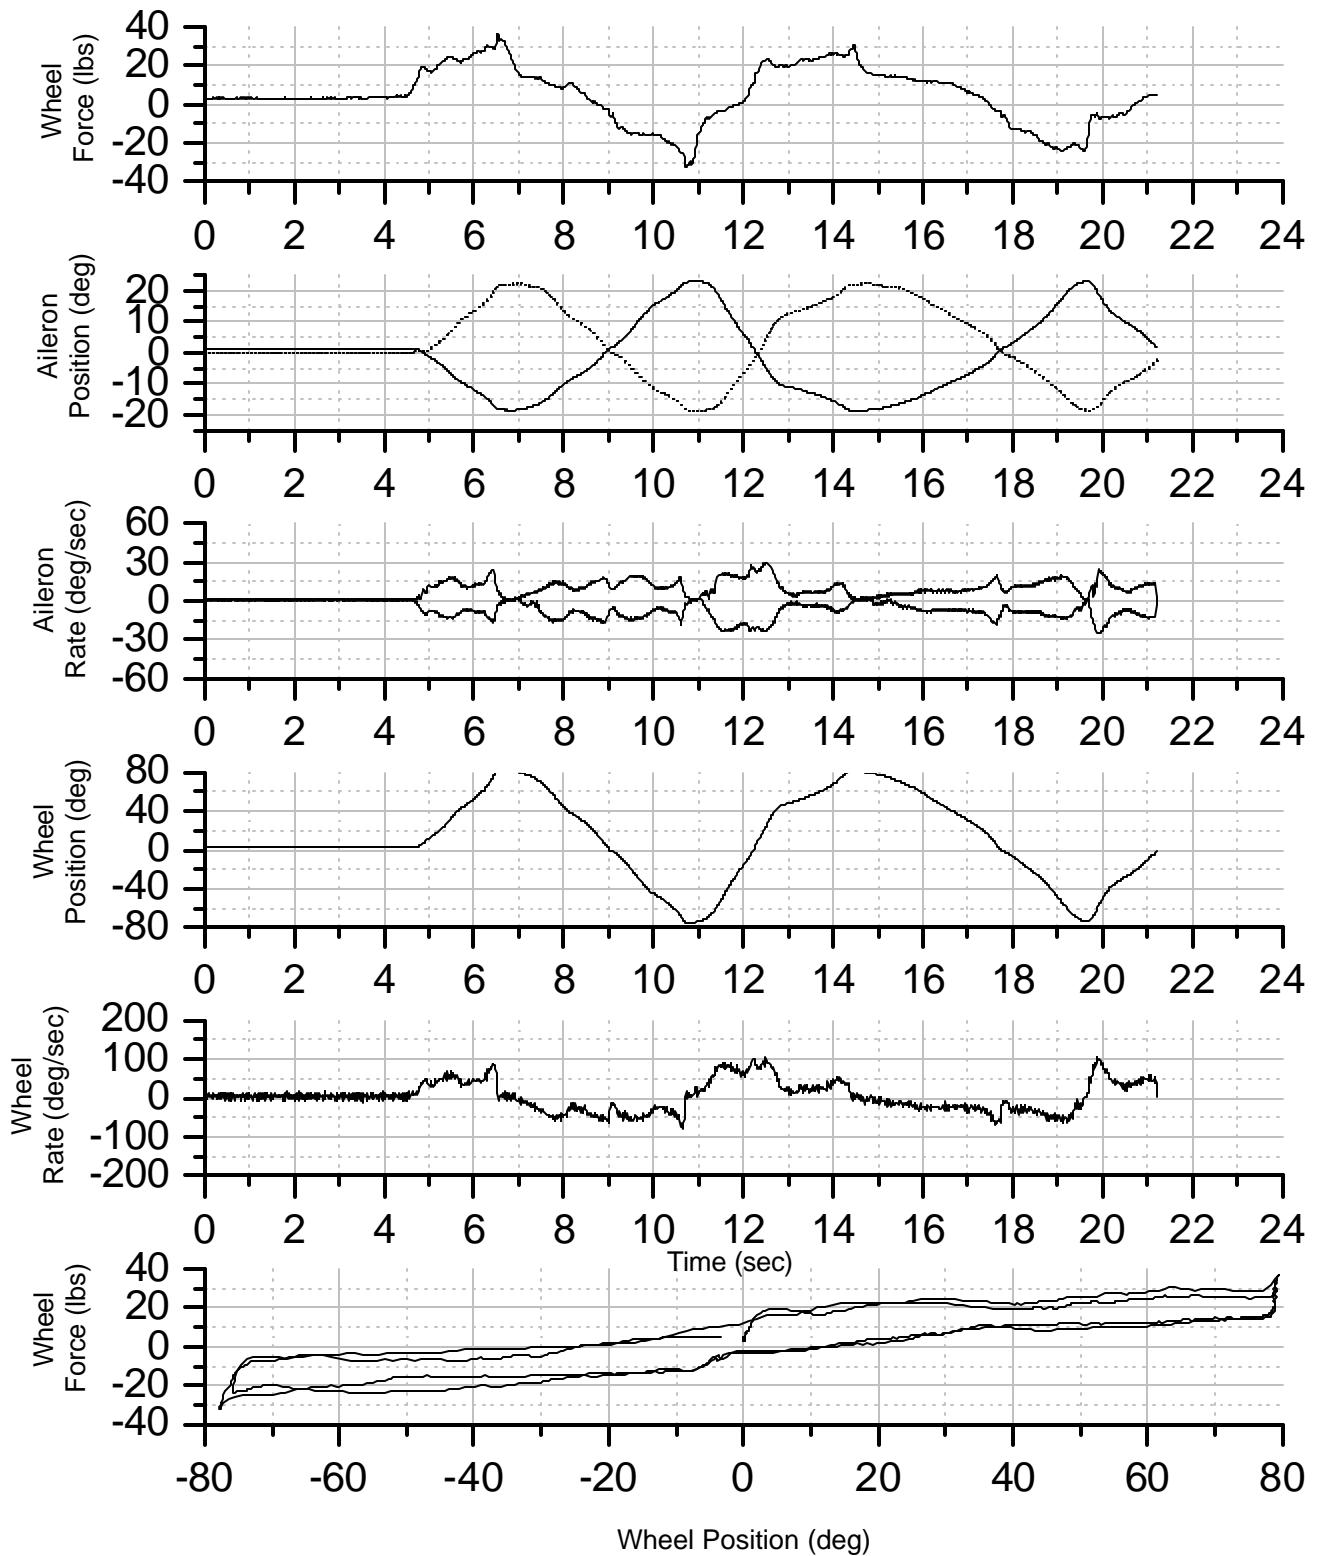 Wheel
Force (lbs)
40
20
0
-20
-40
0 2 4 6 8 10 12 14 16 18 20 22 24
Aileron
Position (deg)
20
10
0
-10
-20
0 2 4 6 8 10 12 14 16 18 20 22 24
Aileron
Rate (deg/sec)
60
30
0
-30
-60
0 2 4 6 8 10 12 14 16 18 20 22 24
Wheel
Position (deg)
80
40
0
-40
-80
0 2 4 6 8 10 12 14 16 18 20 22 24
Wheel
Rate (deg/sec)
200
100
0
-100
-200
0 2 4 6 8 10 12 14 16 18 20 22 24
Time (sec)
Wheel
Force (lbs)
40
20
0
-20
-40
-80 -60 -40 -20 0 20 40 60 80
Wheel Position (deg)